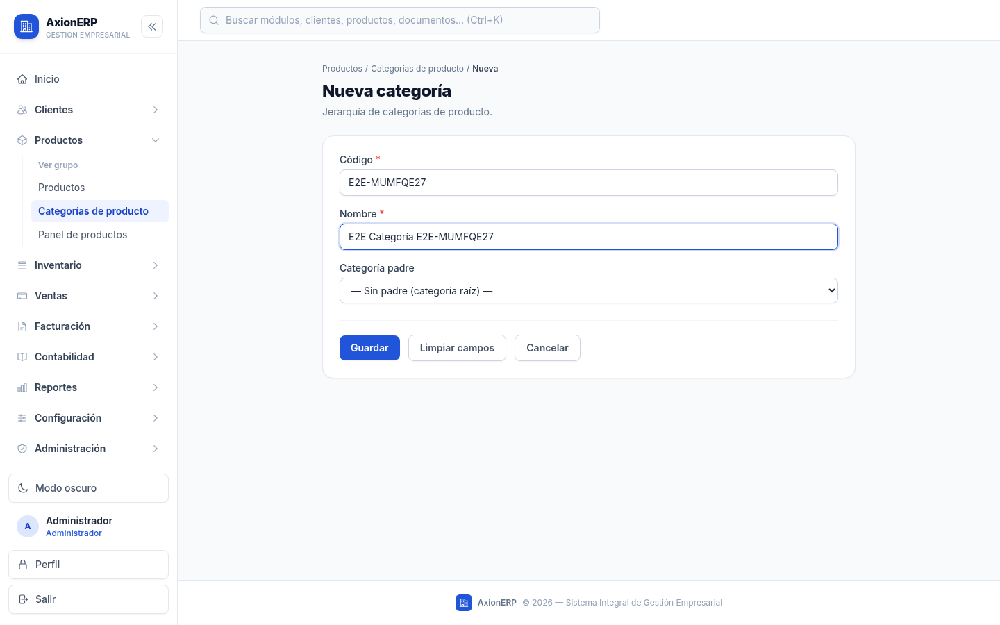 AxionERP
GESTIÓN EMPRESARIAL
Inicio
Clientes
Productos
Ver grupo
Productos
Categorías de producto
Panel de productos
Inventario
Ventas
Facturación
Contabilidad
Reportes
Configuración
Administración
Modo oscuro
A
Administrador
Administrador
Perfil
Salir
Buscar módulos, clientes, productos, documentos... (Ctrl+K)
Productos / Categorías de producto / Nueva
Nueva categoría
Jerarquía de categorías de producto.
Código *
E2E-MUMFQE27
Nombre *
E2E Categoría E2E-MUMFQE27
Categoría padre
— Sin padre (categoría raíz) —
Guardar
Limpiar campos
Cancelar
AxionERP © 2026 — Sistema Integral de Gestión Empresarial